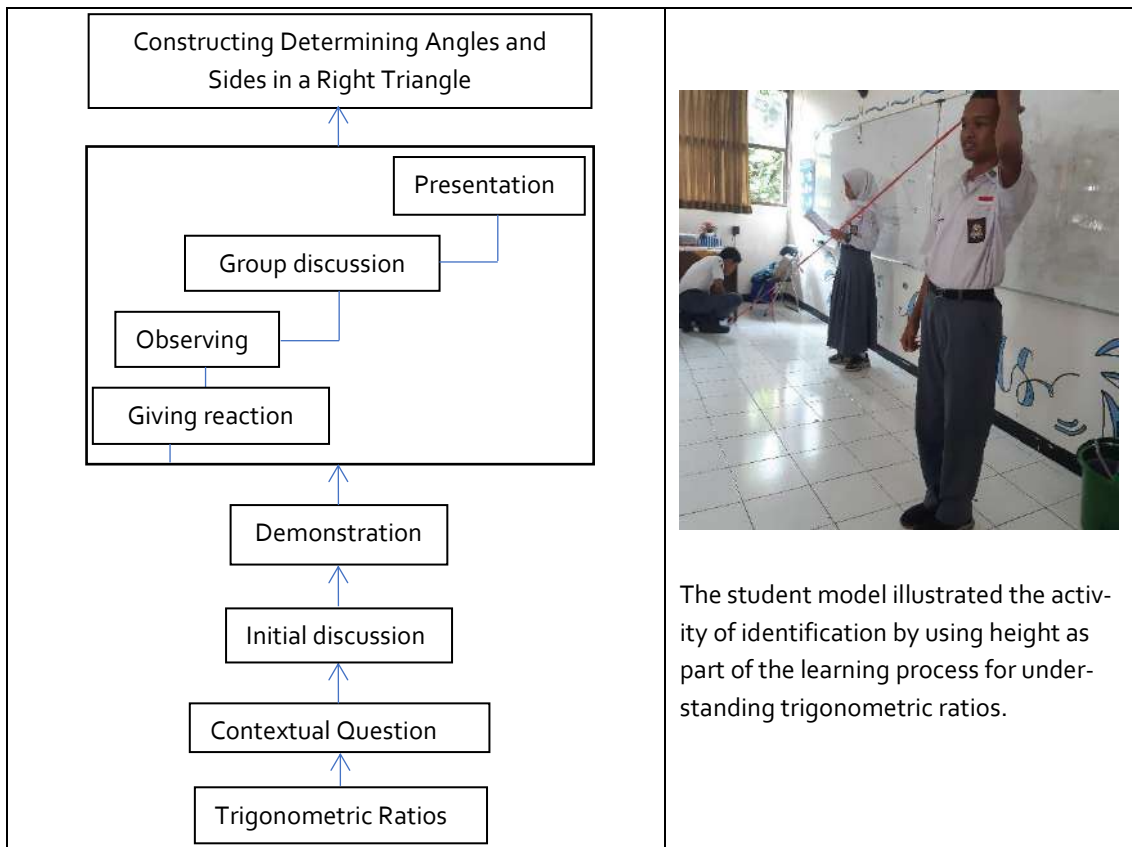 Constructing Determining Angles and
Sides in a Right Triangle
Presentation
Group discussion
Observing
Giving reaction
Demonstration
Initial discussion
Contextual Question
Trigonometric Ratios
The student model illustrated the activ-
ity of identification by using height as
part of the learning process for under-
standing trigonometric ratios.